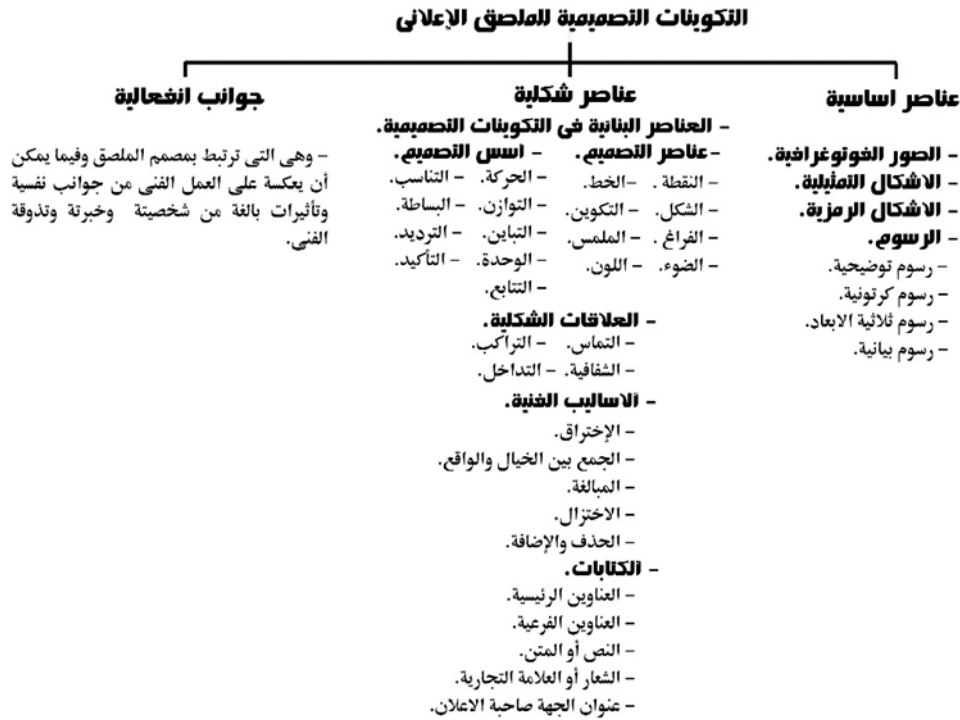 التكوينات التصميمية للملصق الإعلانى
عناصر اساسية
- الصور الفوتوغرافية.
- الاشكال التمثيلية.
- الاشكال الرمزية.
- الرسوم.
- رسوم توضيحية.
- رسوم كرتونية.
- رسوم ثلاثية الابعاد.
- رسوم بيانية.
عناصر شكلية
- العناصر البنائية فى التكوينات التصميمية.
-عناصر التصميم. - اسس التصميم.
- النقطة . -الخط. - الحركة. - التناسب.
- الشكل. - التكوين. - التوازن. - البساطة.
- الفراغ . - الملمس. - التباين. - الترديد.
- الضوء. - اللون. - الوحدة. - التأكيد.
- التتابع.
- العلاقات الشكلية.
- التماس. - التراكب.
- الشفافية. - التداخل.
- الاساليب الفنية.
- الإختراق.
- الجمع بين الخيال والواقع.
- المبالغة.
- الاختزال.
- الحذف والإضافة.
- الكتابات.
- العناوين الرئيسية.
- العناوين الفرعية.
- النص أو المتن.
- الشعار أو العلامة التجارية.
- عنوان الجهة صاحبة الاعلان.
جوانب انفعالية
- وهى التى ترتبط بمصمم الملصق وفيما يمكن
أن يعكسة على العمل الفنى من جوانب نفسية
وتأثيرات بالغة من شخصيتة وخبرتة وتذوقة
الفنى.